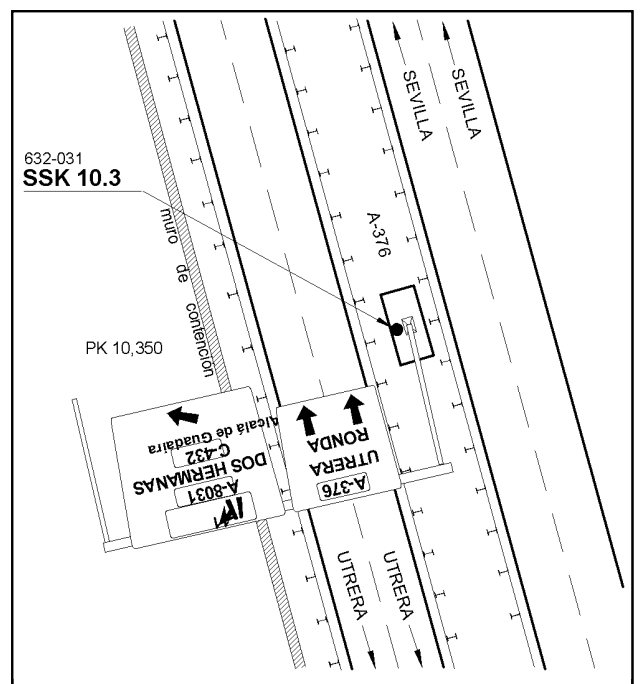 SEVILLA
SEVILLA
632-031
SSK 10.3
muro de contención
A-376
PK 10,350
Alcalá de Guadaira
C-432
DOS HERMANAS
A-8031
RONDA
UTRERA
A-376
UTRERA
UTRERA